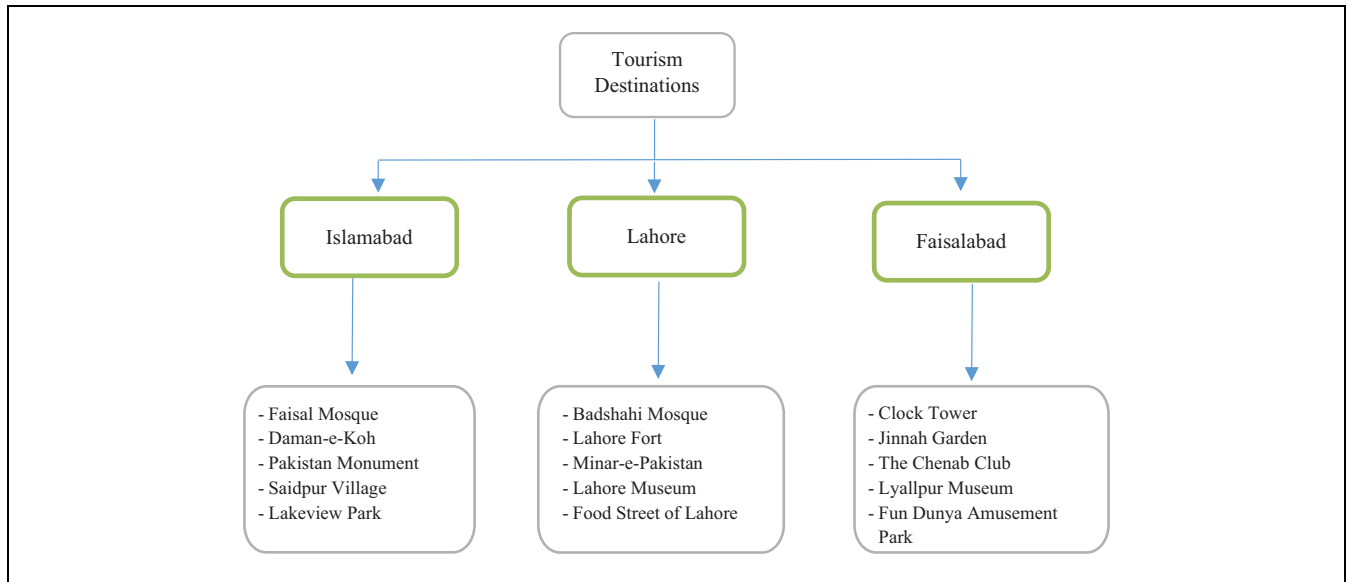 Tourism
Destinations
Islamabad
Lahore
Faisalabad
- Faisal Mosque
- Daman-e-Koh
- Pakistan Monument
- Saidpur Village
- Lakeview Park
- Badshahi Mosque
- Lahore Fort
- Minar-e-Pakistan
- Lahore Museum
- Food Street of Lahore
- Clock Tower
- Jinnah Garden
- The Chenab Club
- Lyallpur Museum
- Fun Dunya Amusement
Park